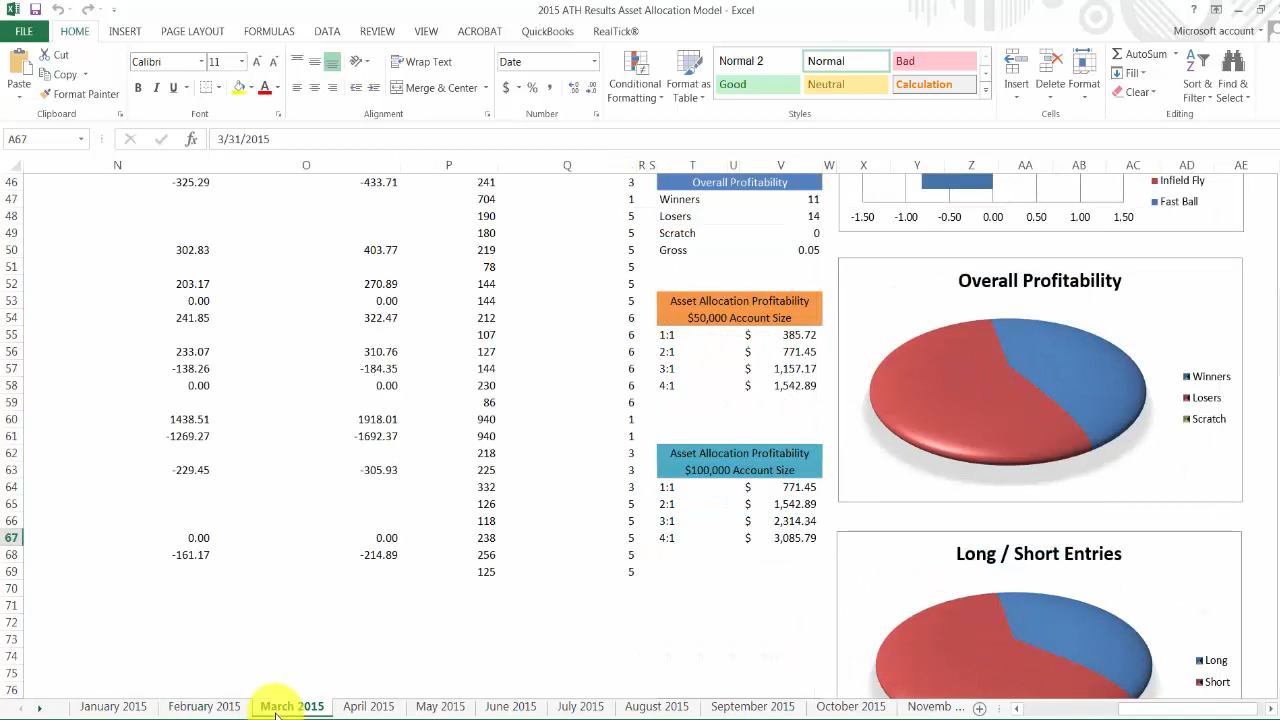 2015 ATH Results Asset Allocation Model - Excel
FILE HOME INSERT PAGE LAYOUT FORMULAS DATA REVIEW VIEW ACROBAT QuickBooks RealTick® Microsoft account
Paste
Cut
Copy
Format Painter
Clipboard
Calibri 11
B I U
Font
Wrap Text
Merge & Center
Alignment
Date
$ % ,
Number
Conditional Formatting
Format as Table
Normal 2 Normal Bad
Good Neutral Calculation
Styles
Insert Delete Format
Cells
AutoSum
Fill
Clear
Sort & Filter
Find & Select
Editing
A67 fx 3/31/2015
N O P Q R S T U V W X Y Z AA AB AC AD AE
46 -325.29 -433.71 241 3 Overall Profitability
47 704 1 Winners 11
48 190 5 Losers 14
49 180 5 Scratch 0
50 302.83 403.77 219 5 Gross 0.05
51 78 5
52 203.17 270.89 144 5
53 0.00 0.00 144 5 Asset Allocation Profitability
54 241.85 322.47 212 6 $50,000 Account Size
55 107 6 1:1 $ 385.72
56 233.07 310.76 127 6 2:1 $ 771.45
57 -138.26 -184.35 144 6 3:1 $ 1,157.17
58 0.00 0.00 230 6 4:1 $ 1,542.89
59 86 6
60 1438.51 1918.01 940 1
61 -1269.27 -1692.37 940 1
62 218 3 Asset Allocation Profitability
63 -229.45 -305.93 225 3 $100,000 Account Size
64 332 3 1:1 $ 771.45
65 126 5 2:1 $ 1,542.89
66 118 5 3:1 $ 2,314.34
67 0.00 0.00 238 5 4:1 $ 3,085.79
68 -161.17 -214.89 256 5
69 125 5
70
71
72
73
74
75
76
Infield Fly
Fast Ball
-1.50 -1.00 -0.50 0.00 0.50 1.00 1.50
Overall Profitability
Winners
Losers
Scratch
Long / Short Entries
Long
Short
January 2015 February 2015 March 2015 April 2015 May 2015 June 2015 July 2015 August 2015 September 2015 October 2015 Novemb ...